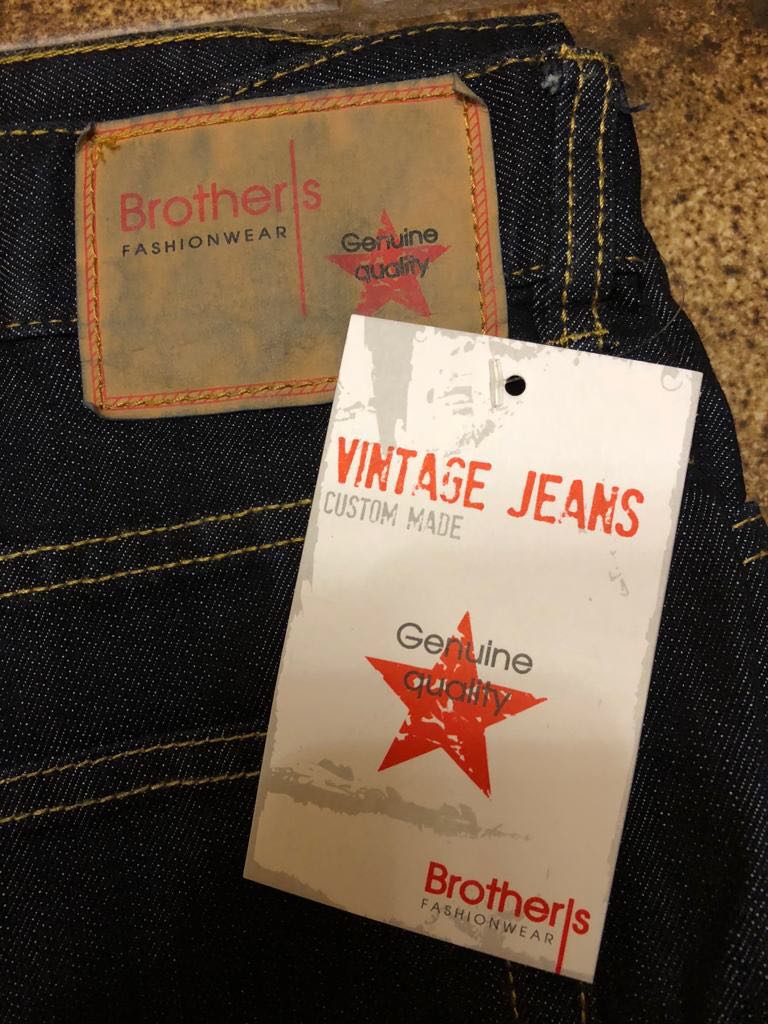 Brother|s
FASHIONWEAR
Genuine
quality
VINTAGE JEANS
CUSTOM MADE
Genuine
quality
Brother|s
FASHIONWEAR